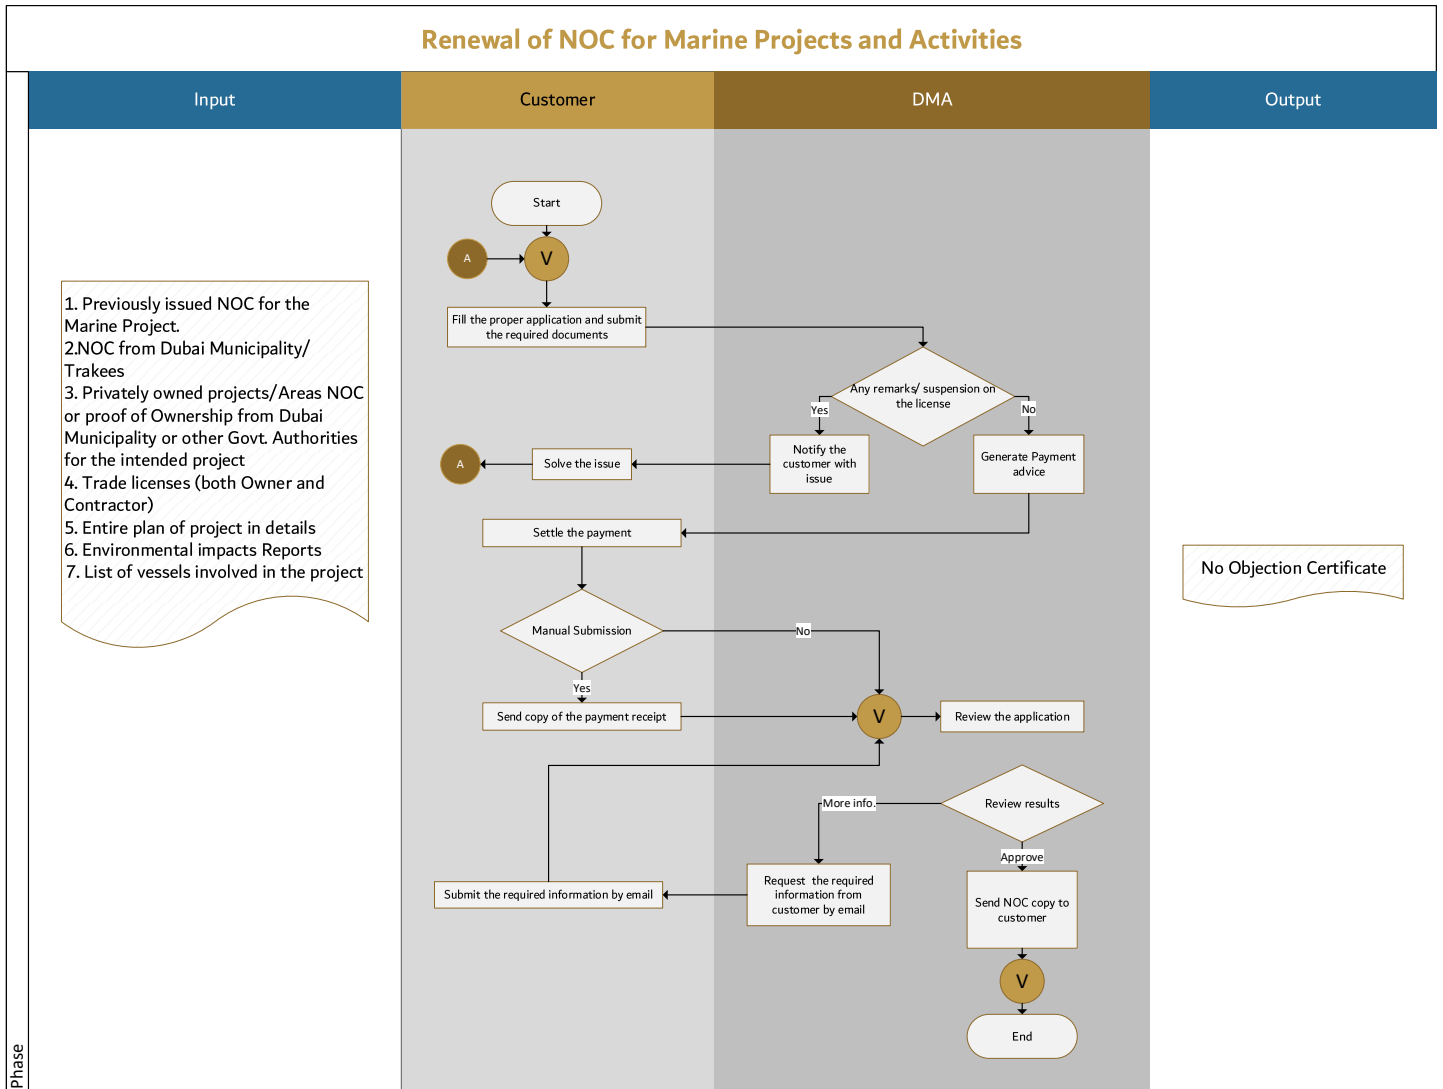 Renewal of NOC for Marine Projects and Activities
Input
Customer
DMA
Output
Start
A
V
1. Previously issued NOC for the
Marine Project.
2.NOC from Dubai Municipality/
Trakees
3. Privately owned projects/Areas NOC
or proof of Ownership from Dubai
Municipality or other Govt. Authorities
for the intended project
4. Trade licenses (both Owner and
Contractor)
5. Entire plan of project in details
6. Environmental impacts Reports
7. List of vessels involved in the project
Fill the proper application and submit
the required documents
Any remarks/ suspension on
the license
Yes
No
Notify the
customer with
issue
Generate Payment
advice
Solve the issue
A
Settle the payment
Manual Submission
No
Yes
Send copy of the payment receipt
V
Review the application
Review results
More info.
Approve
Request  the required
information from
customer by email
Submit the required information by email
Send NOC copy to
customer
V
End
No Objection Certificate
Phase